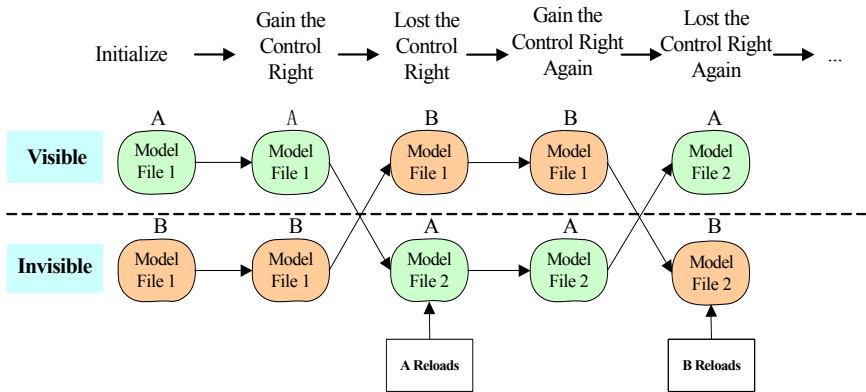 Initialize
Gain the
Control
Right
Lost the
Control
Right
Gain the
Control Right
Again
Lost the
Control Right
Again
...
A
A
B
B
A
Visible
Model
File 1
Model
File 1
Model
File 1
Model
File 1
Model
File 2
B
B
A
A
B
Invisible
Model
File 1
Model
File 1
Model
File 2
Model
File 2
Model
File 2
A Reloads
B Reloads